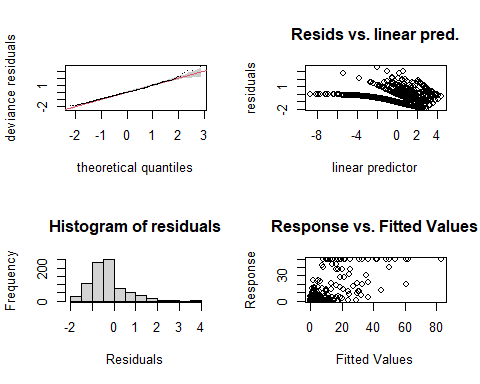 deviance residuals
-2 1
-2 -1 0 1 2 3
theoretical quantiles
Resids vs. linear pred.
residuals
-2 1
-8 -4 0 2 4
linear predictor
Histogram of residuals
Frequency
0 200
-2 0 1 2 3 4
Residuals
Response vs. Fitted Values
Response
0 30
0 20 40 60 80
Fitted Values